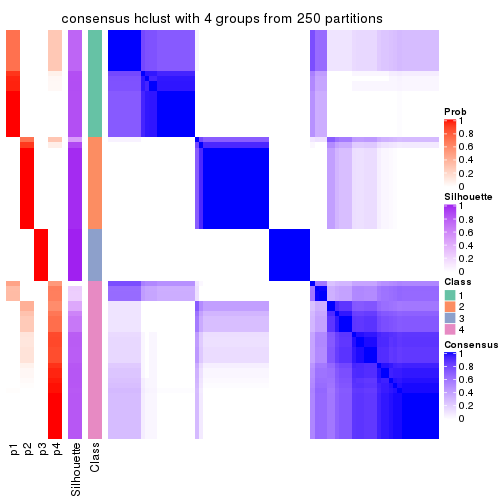 consensus hclust with 4 groups from 250 partitions
Prob
1
0.8
0.6
0.4
0.2
0
Silhouette
1
0.8
0.6
0.4
0.2
0
Class
1
2
3
4
Consensus
1
0.8
0.6
0.4
0.2
0
p1
p2
p3
p4
Silhouette
Class